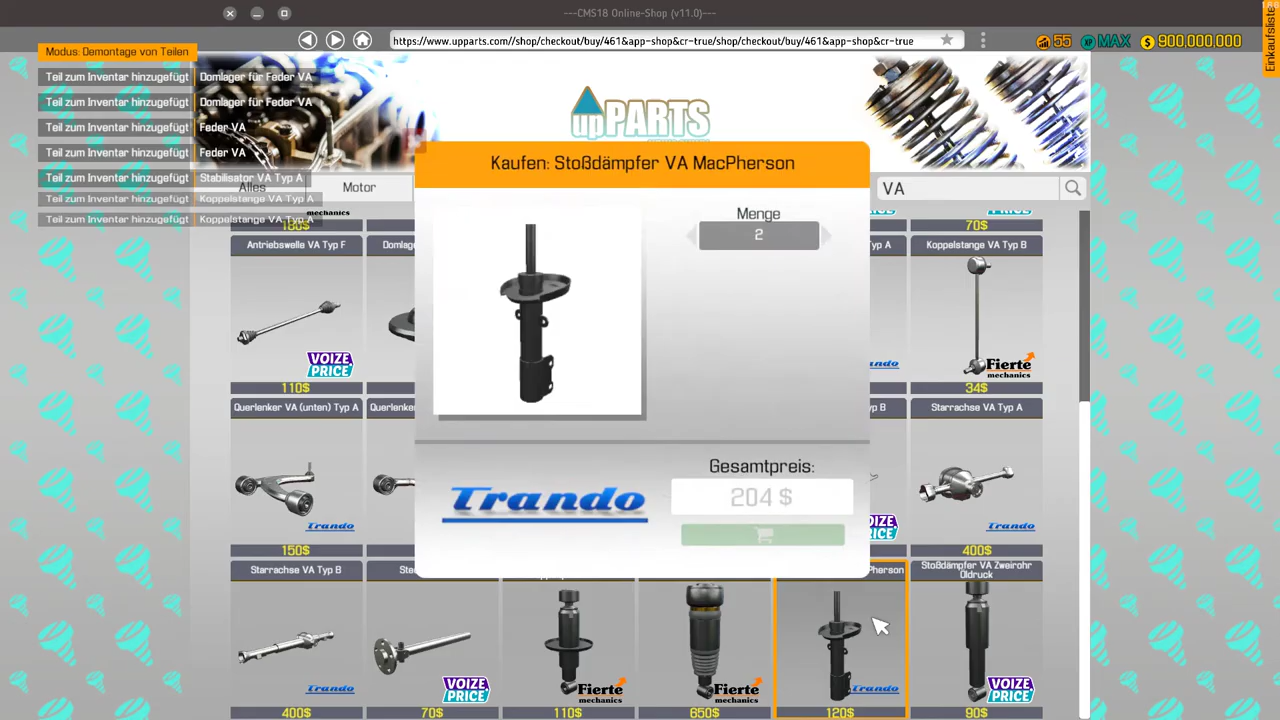 ---CMS18 Online-Shop (v11.0)---
https://www.upparts.com//shop/checkout/buy/461&app-shop&cr-true/shop/checkout/buy/461&app-shop&cr-true
55
XP MAX
$ 900,000,000
Einkaufsliste
Modus: Demontage von Teilen
Teil zum Inventar hinzugefügt Domlager für Feder VA
Teil zum Inventar hinzugefügt Domlager für Feder VA
Teil zum Inventar hinzugefügt Feder VA
Teil zum Inventar hinzugefügt Feder VA
Teil zum Inventar hinzugefügt Stabilisator VA Typ A
Teil zum Inventar hinzugefügt Koppelstange VA Typ A
Teil zum Inventar hinzugefügt Koppelstange VA Typ A
upPARTS
Alles
Motor
VA
Kaufen: Stoßdämpfer VA MacPherson
Menge
2
Trando
Gesamtpreis:
204 $
mechanics
180$
70$
Antriebswelle VA Typ F
Typ A
Koppelstange VA Typ B
VOIZE PRICE
Fierte mechanics
110$
34$
Querlenker VA (unten) Typ A
Typ B
Starrachse VA Typ A
Trando
Trando
150$
400$
Starrachse VA Typ B
Stoßdämpfer VA Zweirohr Öldruck
Trando
VOIZE PRICE
Fierte mechanics
Fierte mechanics
Trando
VOIZE PRICE
400$
70$
110$
650$
120$
90$